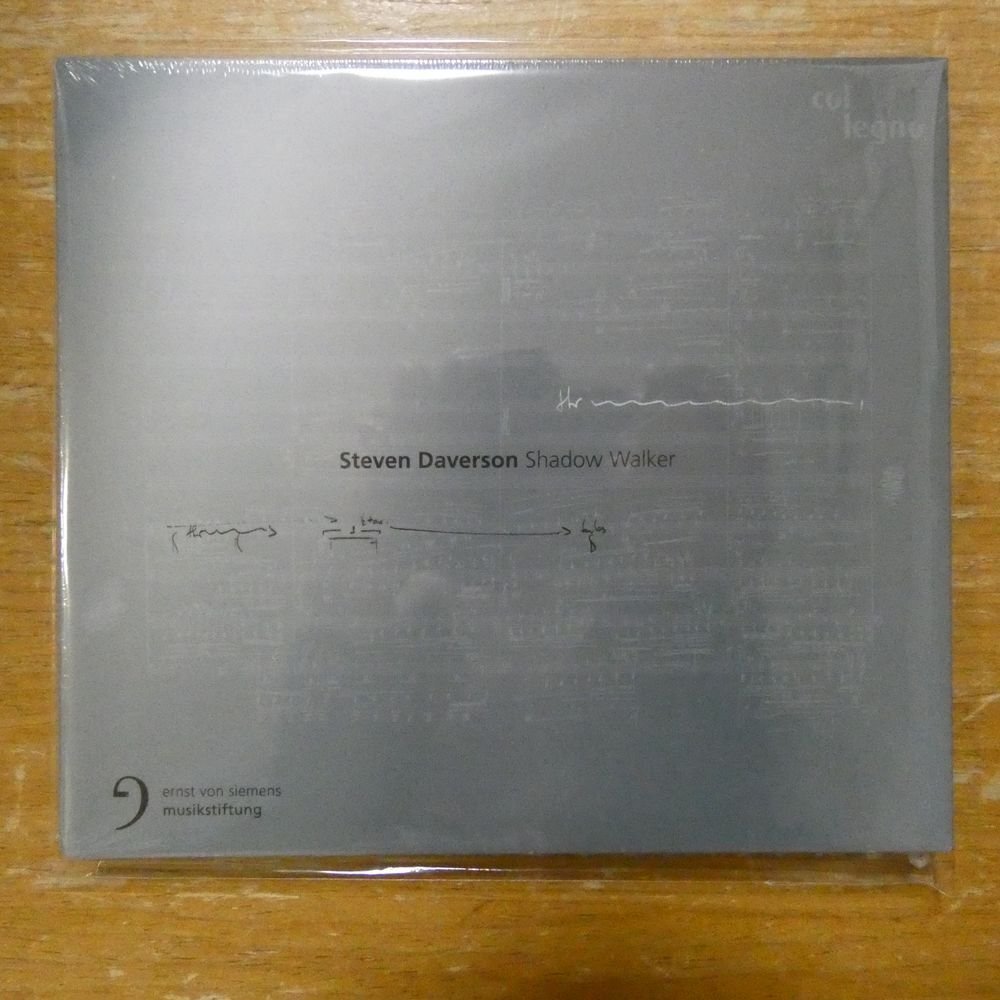 col
legno
Steven Daverson Shadow Walker
ernst von siemens
musikstiftung